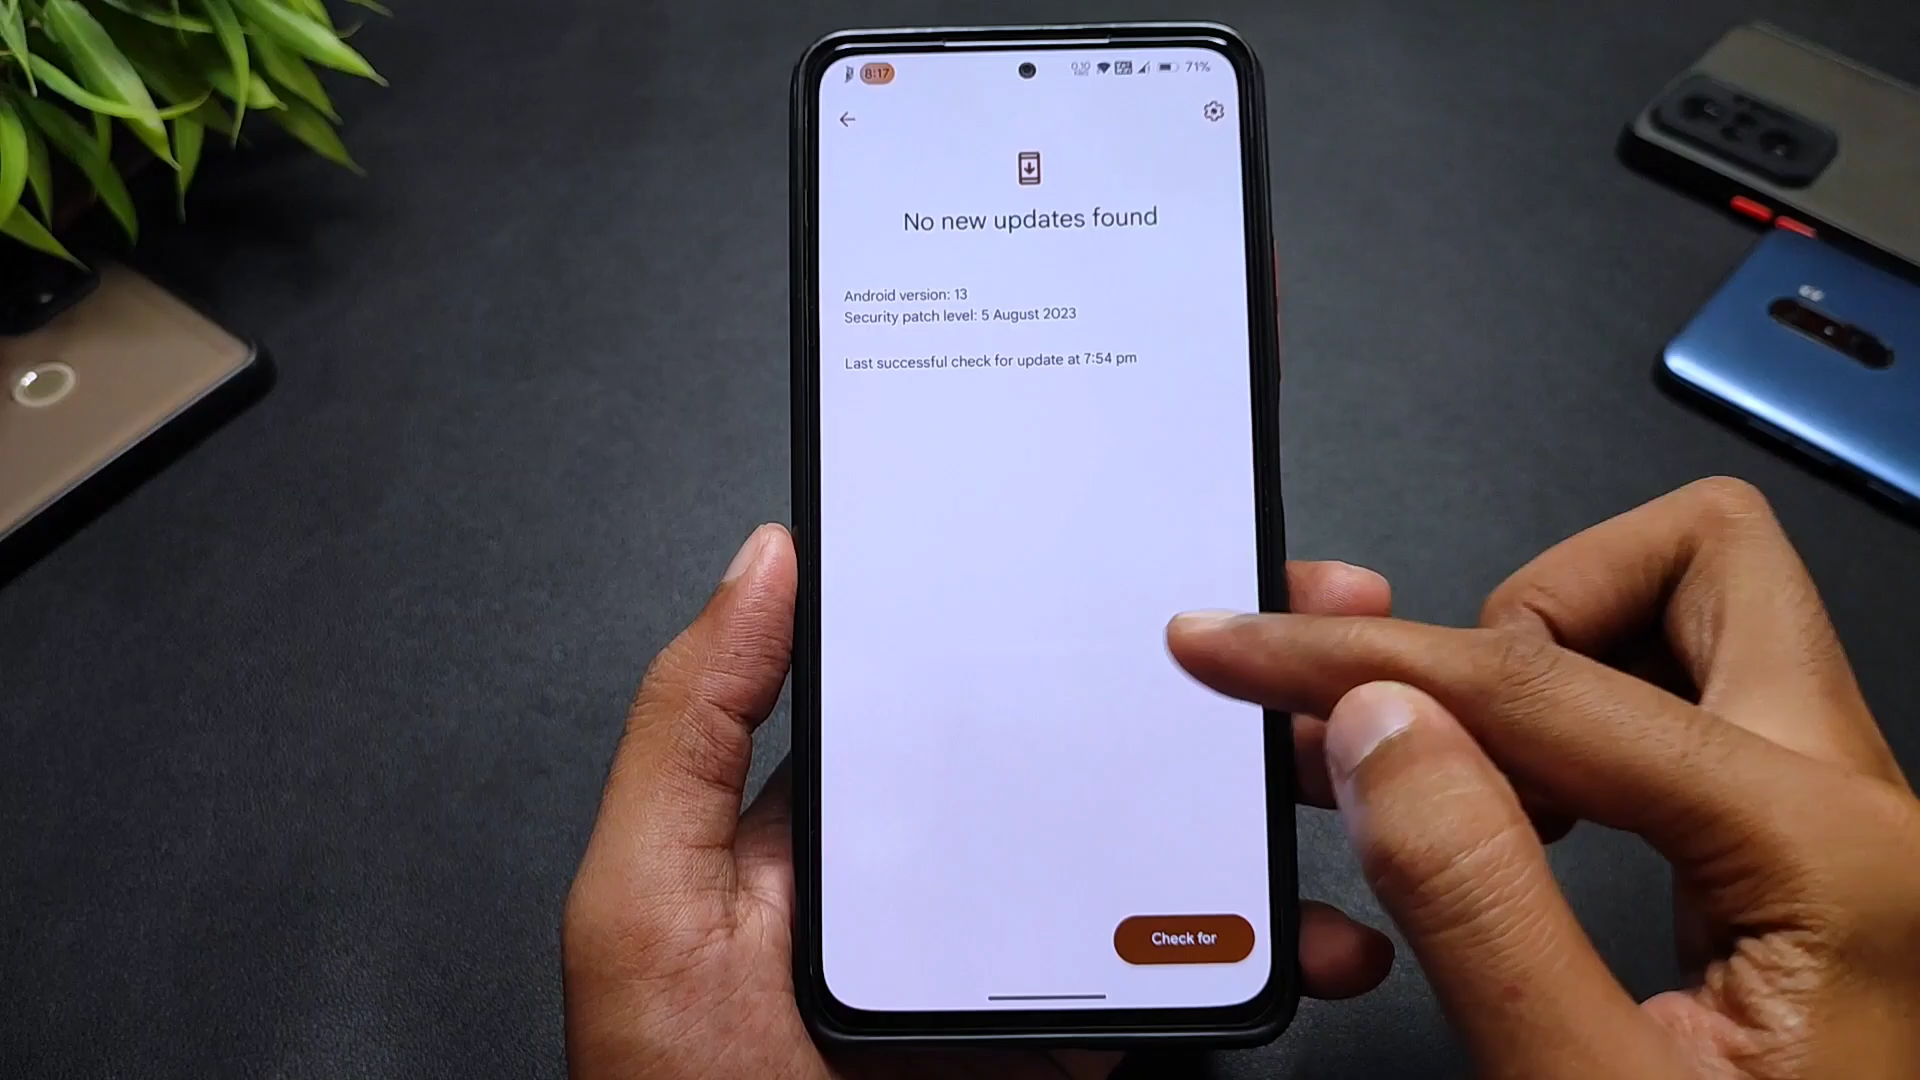 8:17
71%
No new updates found
Android version: 13
Security patch level: 5 August 2023
Last successful check for update at 7:54 pm
Check for